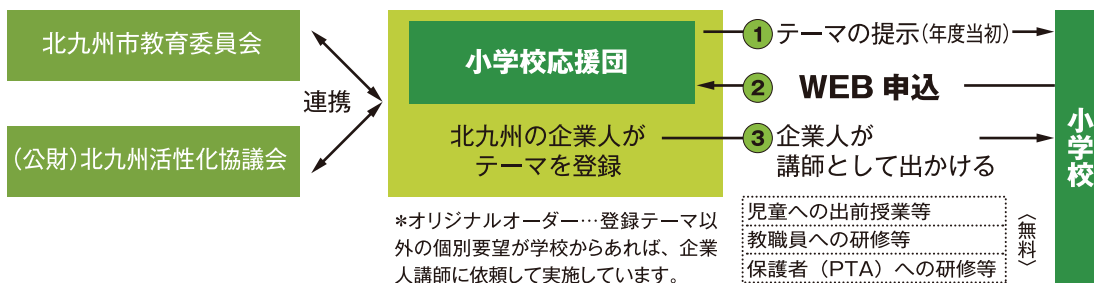 北九州市教育委員会
(公財)北九州活性化協議会
連携
小学校応援団
北九州の企業人が
テーマを登録
*オリジナルオーダー…登録テーマ以
外の個別要望が学校からあれば、企業
人講師に依頼して実施しています。
1 テーマの提示(年度当初)
2 WEB 申込
3 企業人が
講師として出かける
児童への出前授業等
教職員への研修等
保護者(PTA)への研修等
〈無料〉
小学校